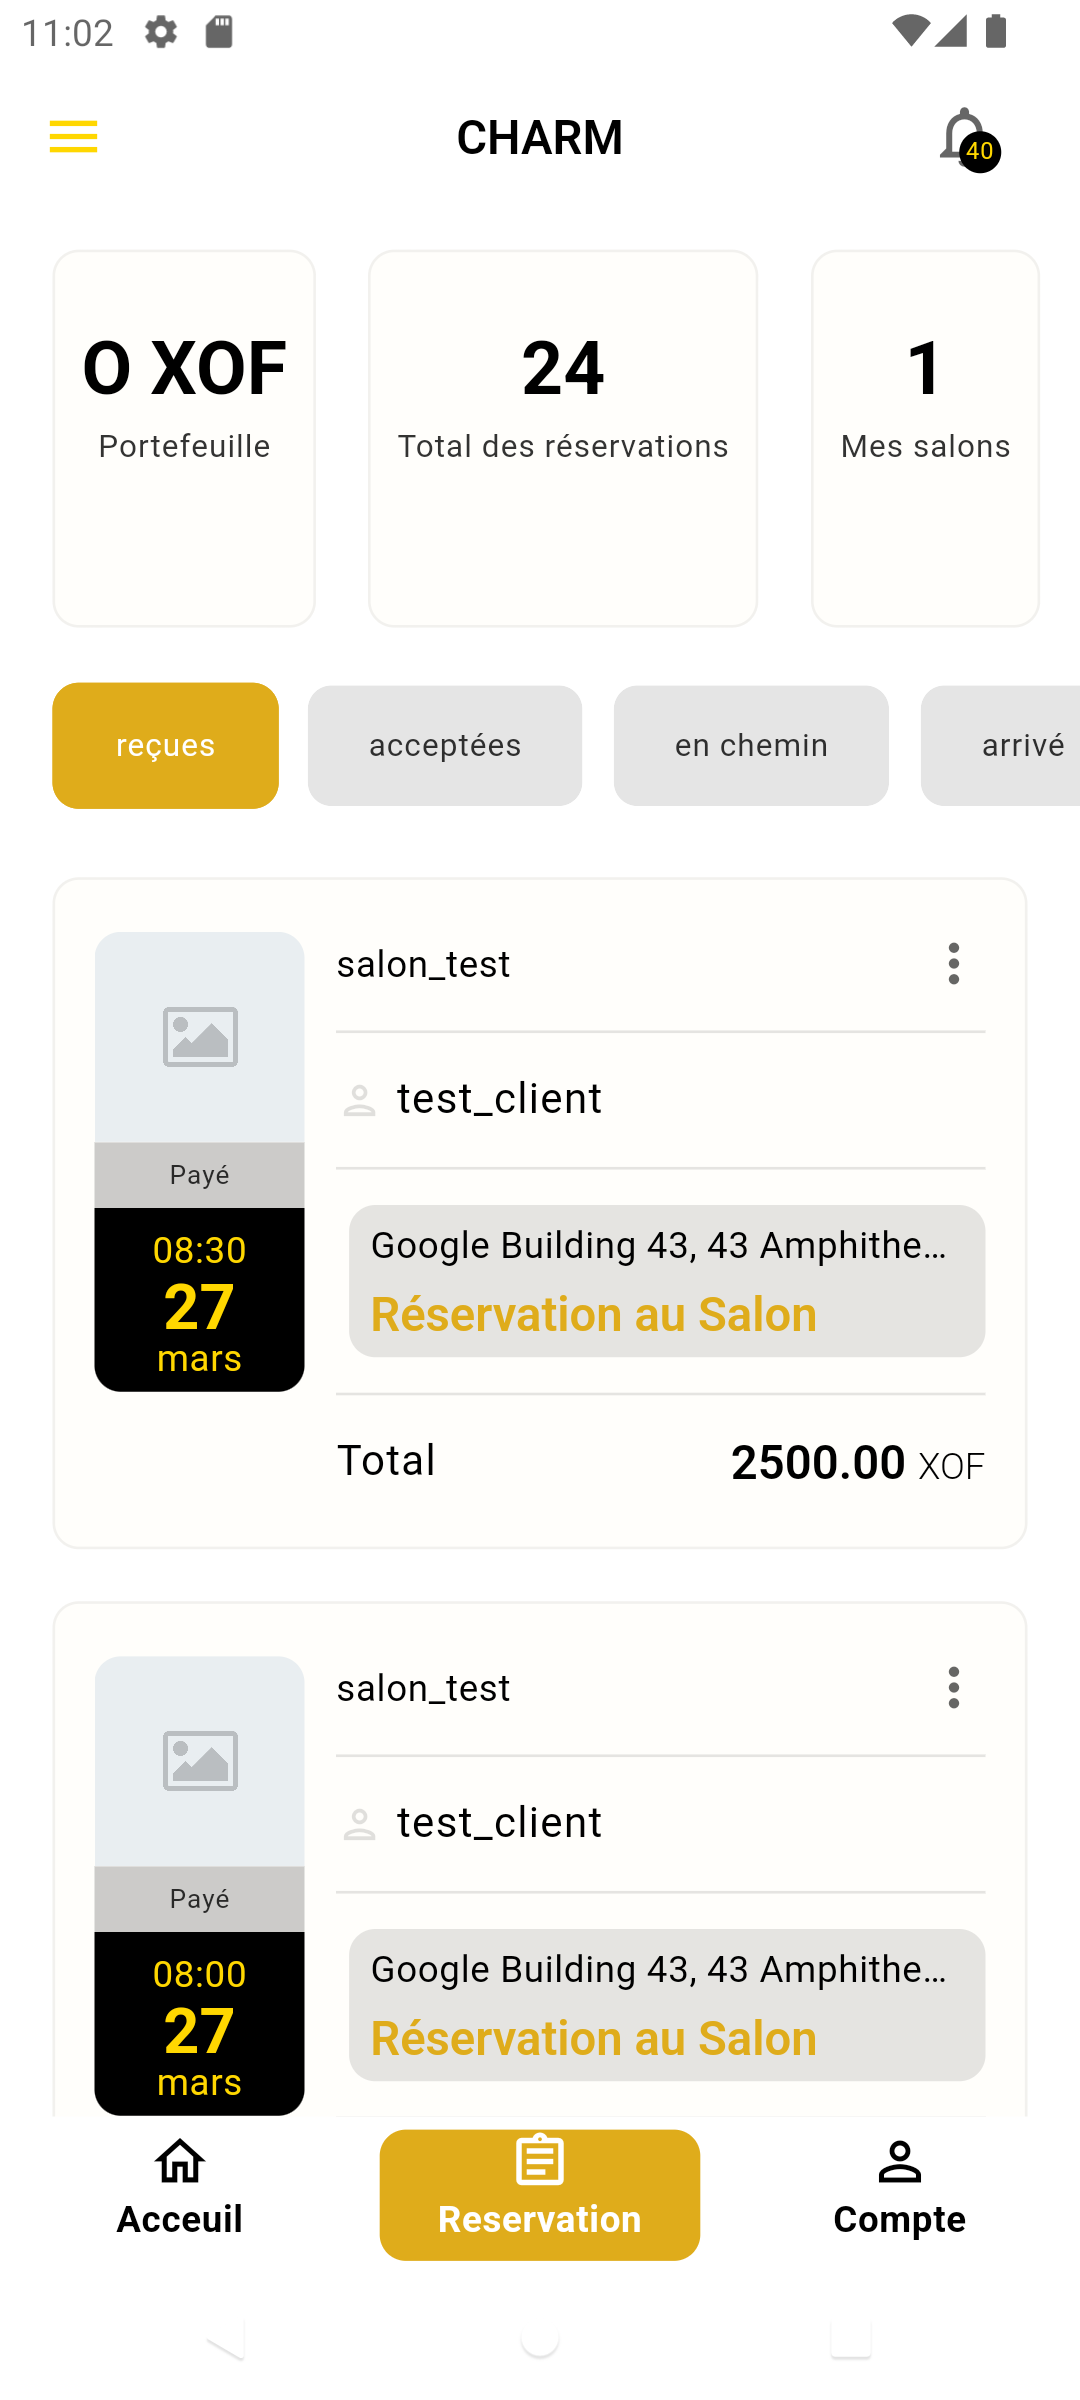 11:02
CHARM
40
O XOF
Portefeuille
24
Total des réservations
1
Mes salons
reçues
acceptées
en chemin
arrivé
salon_test
test_client
Payé
08:30
27
mars
Google Building 43, 43 Amphithe...
Réservation au Salon
Total
2500.00 XOF
salon_test
test_client
Payé
08:00
27
mars
Google Building 43, 43 Amphithe...
Réservation au Salon
Acceuil
Reservation
Compte